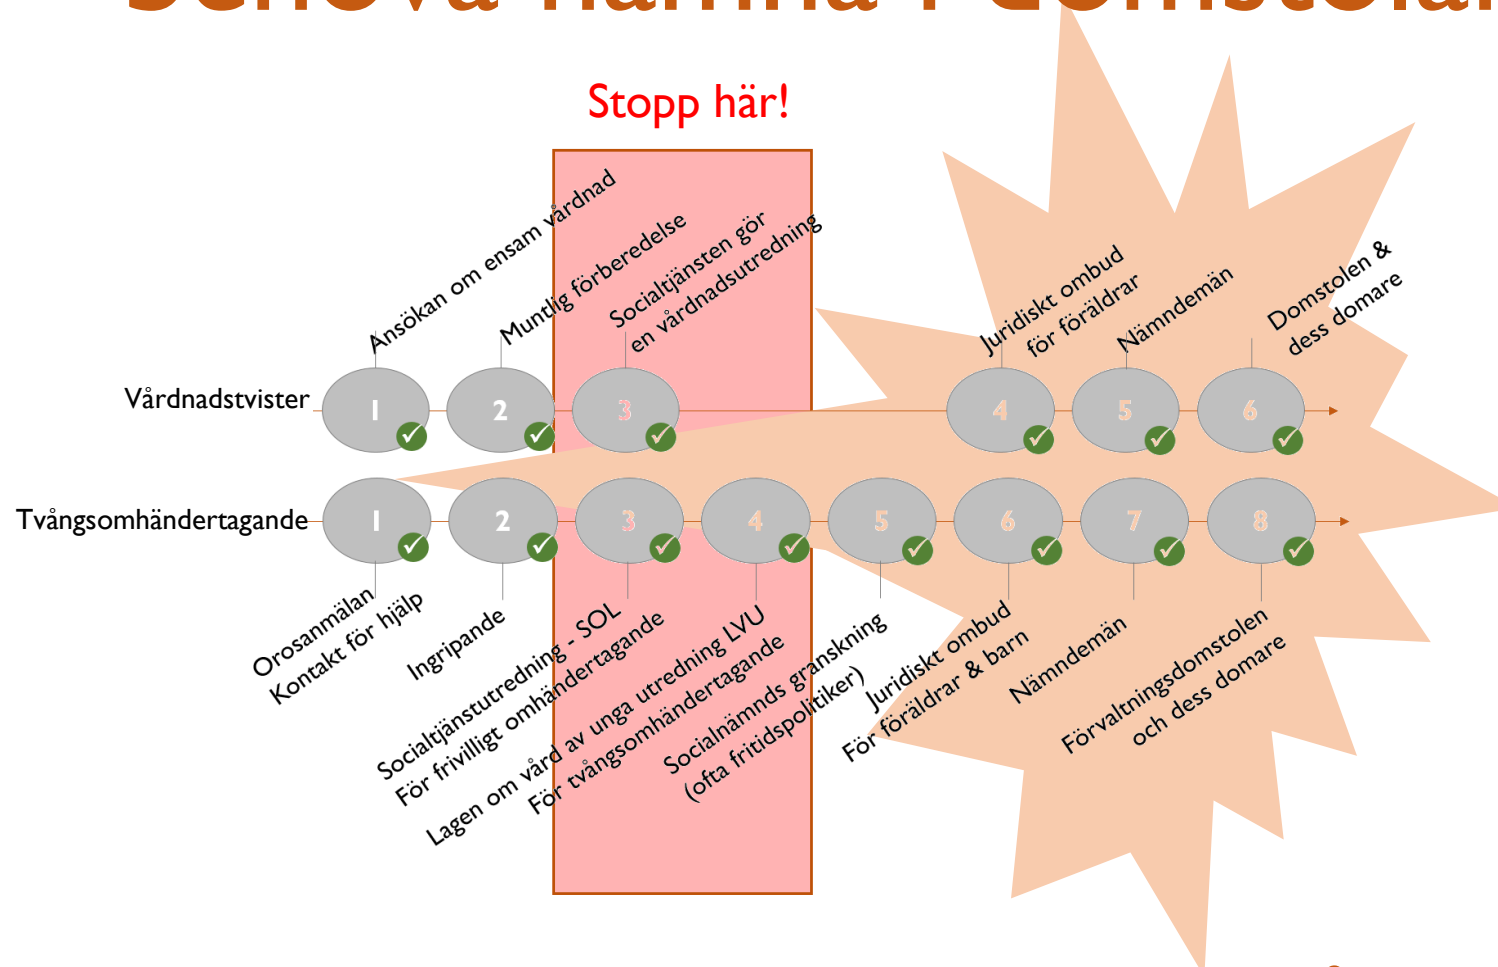 Stopp här!
Ansökan om ensam vårdnad
Muntlig förberedelse
Socialtjänsten gör
en vårdnadsutredning
Juridiskt ombud
för föräldrar
Nämndemän
Domstolen &
dess domare
Vårdnadstvister
1
2
3
4
5
6
Tvångsomhändertagande
1
2
3
4
5
6
7
8
Orosanmälan
Kontakt för hjälp
Ingripande
Socialtjänstutredning - SOL
För frivilligt omhändertagande
Lagen om vård av unga utredning LVU
För tvångsomhändertagande
Socialnämnds granskning
(ofta fritidspolitiker)
Juridiskt ombud
För föräldrar & barn
Nämndemän
Förvaltningsdomstolen
och dess domare